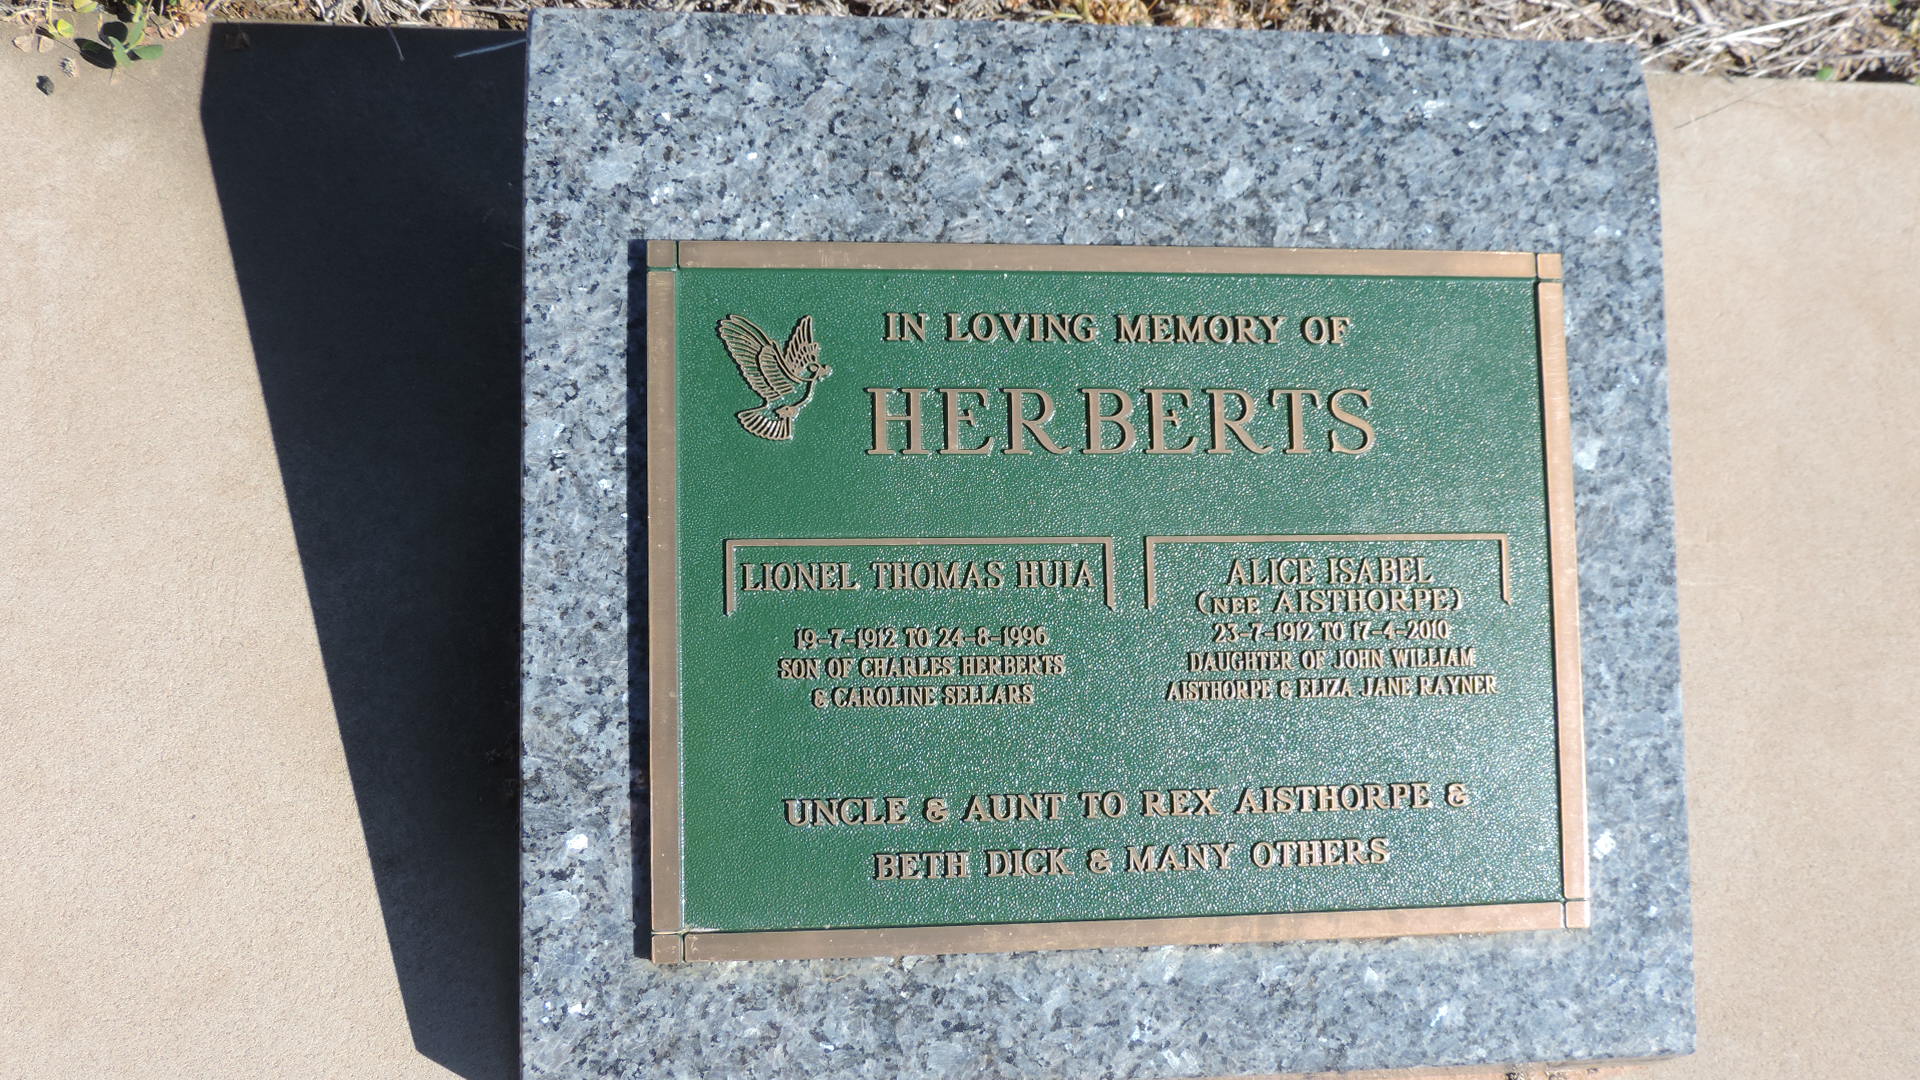 IN LOVING MEMORY OF
HERBERTS
LIONEL THOMAS HUIA
19-7-1912 TO 24-8-1996
SON OF CHARLES HERBERTS
& CAROLINE SELLARS
ALICE ISABEL
(NEE AISTHORPE)
23-7-1912 TO 17-4-2010
DAUGHTER OF JOHN WILLIAM
AISTHORPE & ELIZA JANE RAYNER
UNCLE & AUNT TO REX AISTHORPE &
BETH DICK & MANY OTHERS